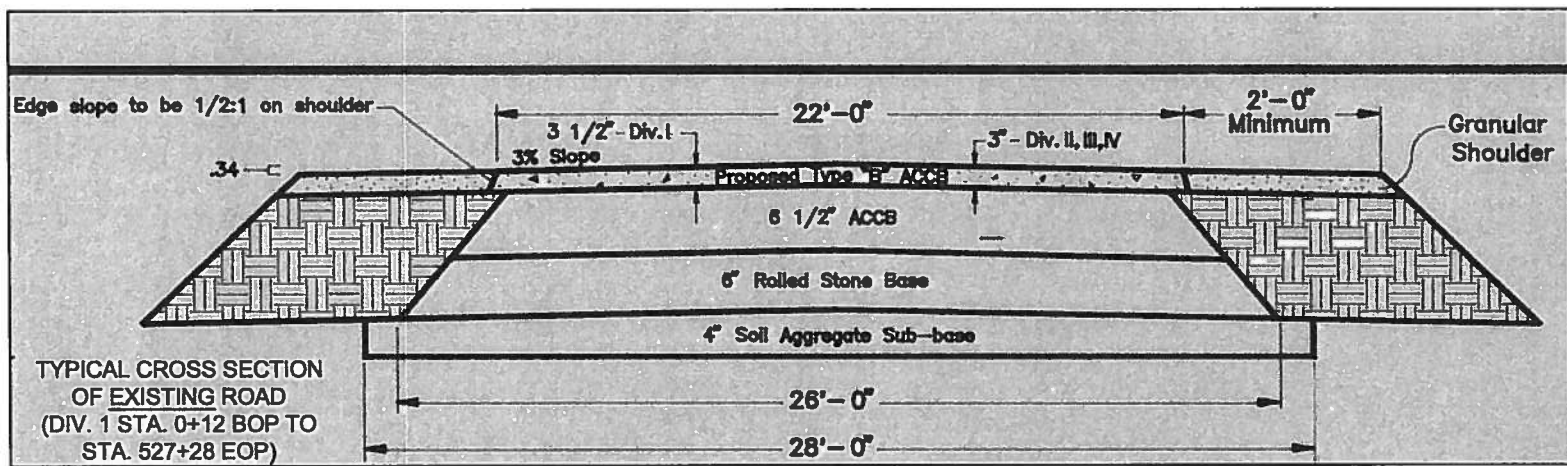 Edge slope to be 1/2:1 on shoulder
22'-0"
2'-0"
Minimum
3 1/2"- Div. I
3"- Div. II, III, IV
Granular
Shoulder
3% Slope
.34
Proposed Type "B" ACCB
6 1/2" ACCB
6" Rolled Stone Base
4" Soil Aggregate Sub-base
TYPICAL CROSS SECTION
OF EXISTING ROAD
(DIV. 1 STA. 0+12 BOP TO
STA. 527+28 EOP)
26'-0"
28'-0"